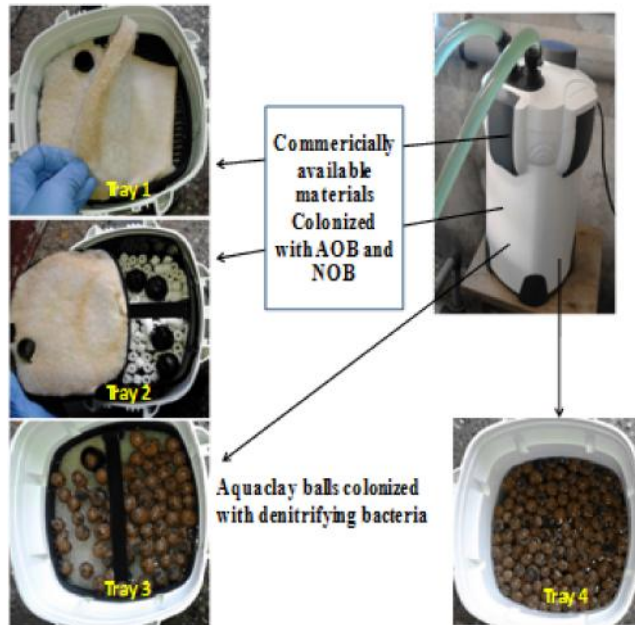 Tray 1
Commericially
available
materials
Colonized
with AOB and
NOB
Tray 2
Aquaclay balls colonized
with denitrifying bacteria
Tray 3
Tray 4